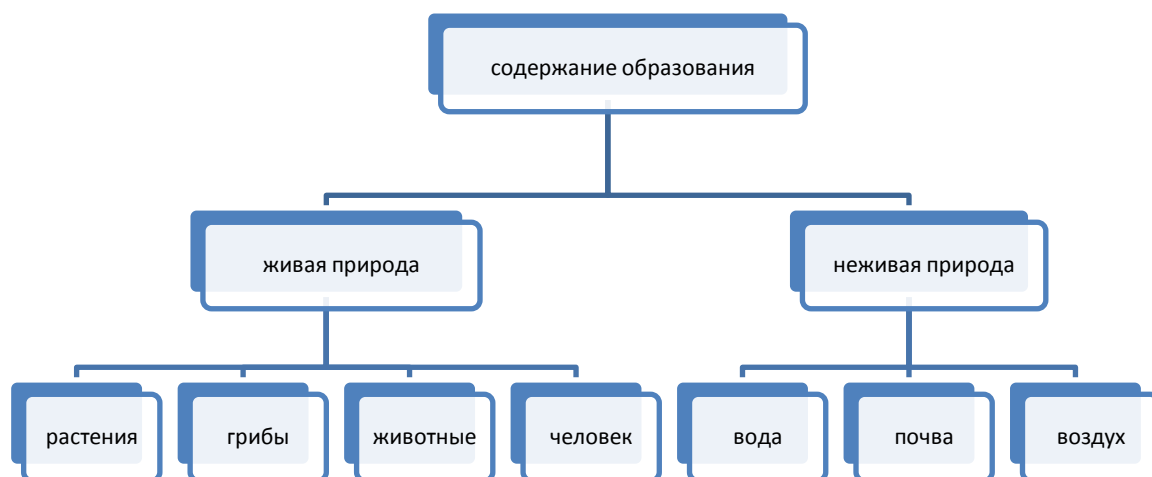 содержание образования
живая природа
неживая природа
растения
грибы
животные
человек
вода
почва
воздух